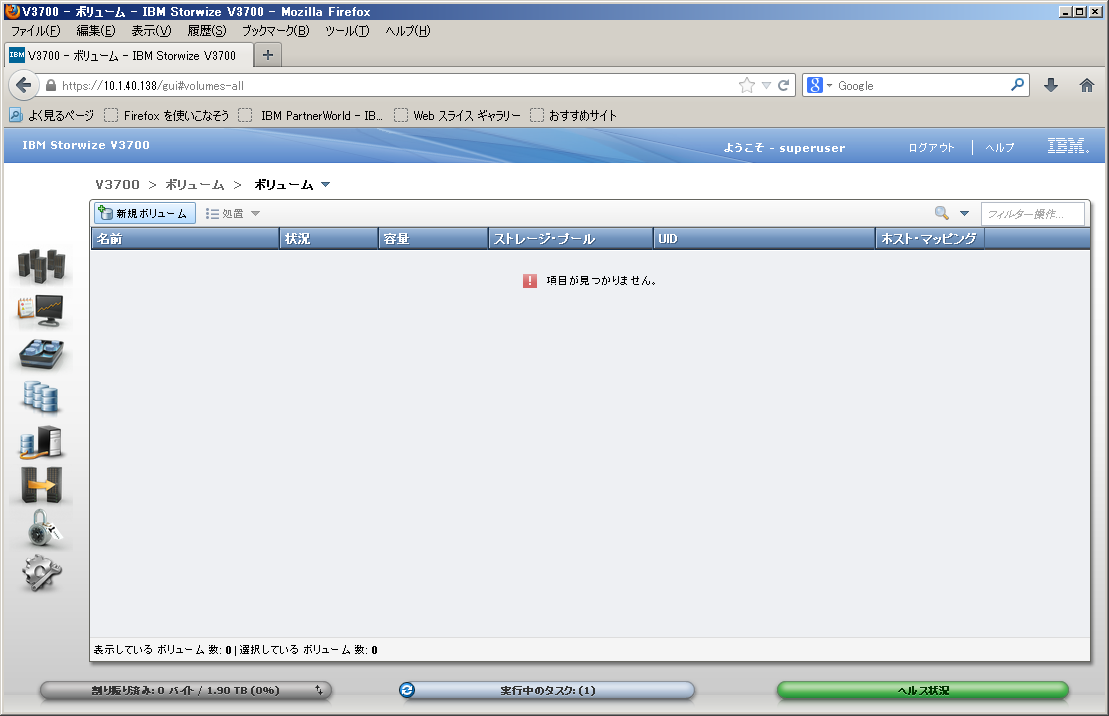 V3700 - ボリューム - IBM Storwize V3700 - Mozilla Firefox
ファイル(F) 編集(E) 表示(V) 履歴(S) ブックマーク(B) ツール(T) ヘルプ(H)
IBM V3700 - ボリューム - IBM Storwize V3700
https://10.1.40.138/gui#volumes-all Google
よく見るページ Firefox を使いこなそう IBM PartnerWorld - IB... Web スライス ギャラリー おすすめサイト
IBM Storwize V3700 ようこそ - superuser ログアウト ヘルプ IBM
V3700 > ボリューム > ボリューム
新規ボリューム 処置 フィルター操作...
名前 状況 容量 ストレージ・プール UID ホスト・マッピング
項目が見つかりません。
表示している ボリューム 数: 0 | 選択している ボリューム 数: 0
割り振り済み: 0 バイト / 1.90 TB (0%) 実行中のタスク: (1) ヘルス状況